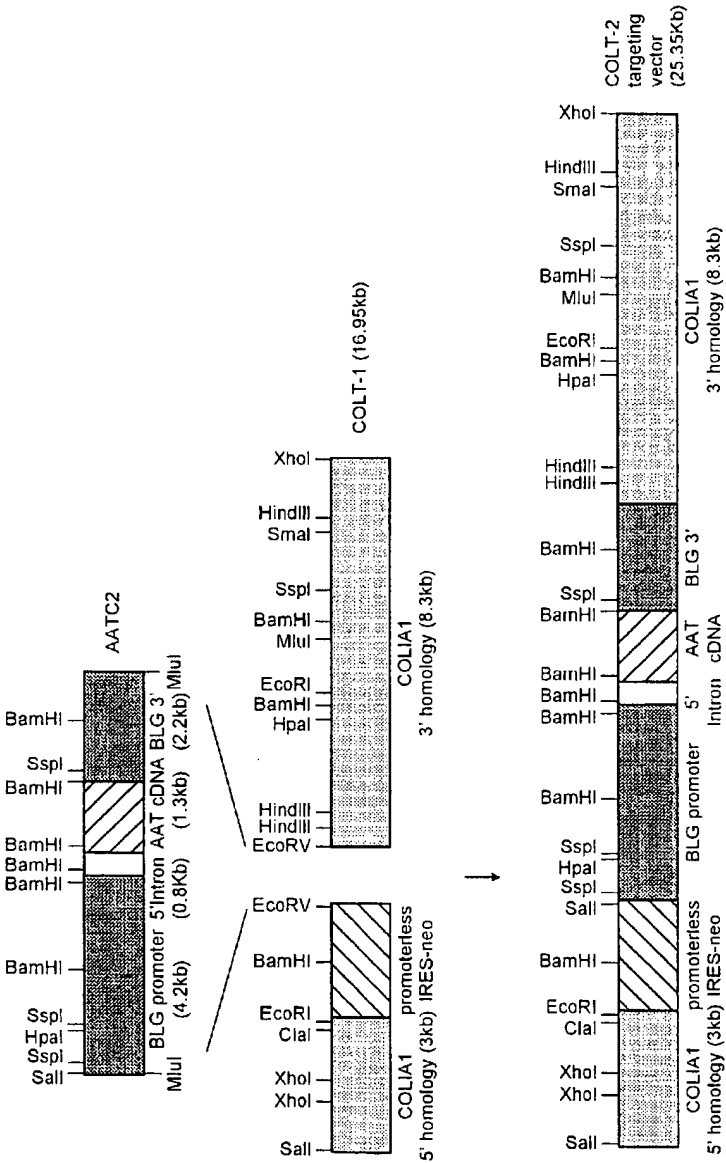 AATC2
BamHI
SspI
BamHI
BamHI
BamHI
BamHI
BamHI
SspI
HpaI
SspI
SalI
MluI
BLG 3'
(2.2kb)
AAT cDNA
(1.3kb)
5'Intron
(0.8Kb)
BLG promoter
(4.2kb)
MluI
COLT-1 (16.95kb)
XhoI
HindIII
SmaI
SspI
BamHI
MluI
EcoRI
BamHI
HpaI
HindIII
HindIII
EcoRV
COLIA1
3' homology (8.3kb)
EcoRV
BamHI
EcoRI
ClaI
XhoI
XhoI
SalI
promoterless
IRES-neo
COLIA1
5' homology (3kb)
COLT-2
targeting
vector
(25.35Kb)
XhoI
HindIII
SmaI
SspI
BamHI
MluI
EcoRI
BamHI
HpaI
HindIII
HindIII
BamHI
SspI
BamHI
BamHI
BamHI
BamHI
BamHI
SspI
HpaI
SspI
SalI
BamHI
EcoRI
ClaI
XhoI
XhoI
SalI
COLIA1
3' homology (8.3kb)
BLG 3'
AAT
cDNA
5'
Intron
BLG promoter
promoterless
IRES-neo
COLIA1
5' homology (3kb)